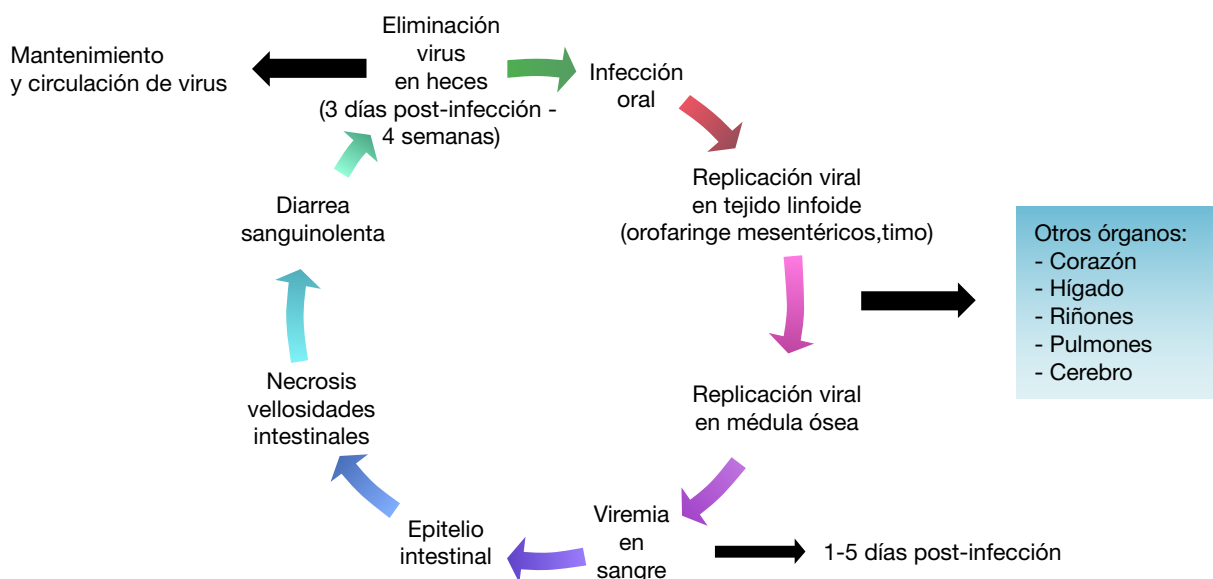 Eliminación
virus
en heces
(3 días post-infección -
4 semanas)
Mantenimiento
y circulación de virus
Infección
oral
Replicación viral
en tejido linfoide
(orofaringe mesentéricos,timo)
Otros órganos:
- Corazón
- Hígado
- Riñones
- Pulmones
- Cerebro
Replicación viral
en médula ósea
Viremia
en
sangre
1-5 días post-infección
Epitelio
intestinal
Necrosis
vellosidades
intestinales
Diarrea
sanguinolenta